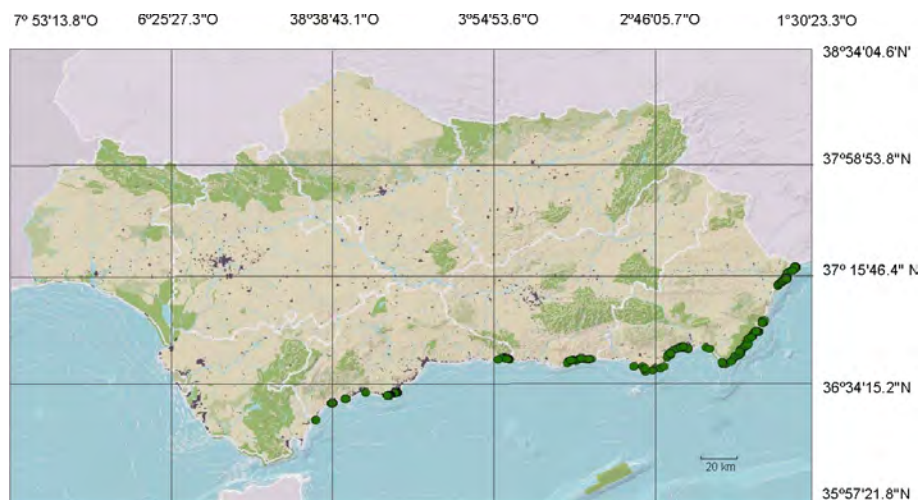 7º 53'13.8"O 6º25'27.3"O 38º38'43.1"O 3º54'53.6"O 2º46'05.7"O 1º30'23.3"O
38º34'04.6'N'
37º58'53.8"N
37º 15'46.4" N
36º34'15.2"N
20 km
35º57'21.8"N